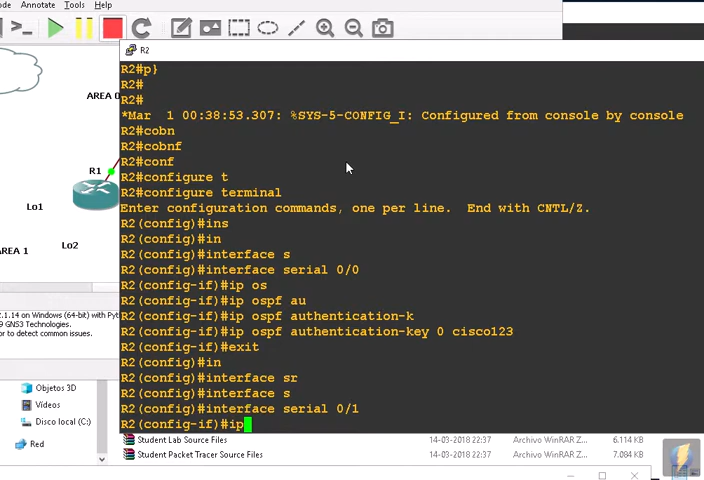 ode Annotate Tools Help
R2
R2#p}
R2#
AREA 0
R2#
*Mar 1 00:38:53.307: %SYS-5-CONFIG_I: Configured from console by console
R2#cobn
R2#cobnf
R2#conf
R1
R2#configure t
R2#configure terminal
Lo1
Enter configuration commands, one per line. End with CNTL/Z.
R2(config)#ins
R2(config)#in
Lo2
AREA 1
R2(config)#interface s
R2(config)#interface serial 0/0
R2(config-if)#ip os
R2(config-if)#ip ospf au
.1.14 on Windows (64-bit) with Pyt
R2(config-if)#ip ospf authentication-k
9 GNS3 Technologies.
R2(config-if)#ip ospf authentication-key 0 cisco123
or to detect common issues.
R2(config-if)#exit
R2(config)#in
R2(config)#interface sr
Objetos 3D
R2(config)#interface s
Vídeos
R2(config)#interface serial 0/1
Disco local (C:)
R2(config-if)#ip
Red
Student Lab Source Files 14-03-2018 22:37 Archivo WinRAR Z... 6.114 KB
Student Packet Tracer Source Files 14-03-2018 22:37 Archivo WinRAR Z... 7.084 KB